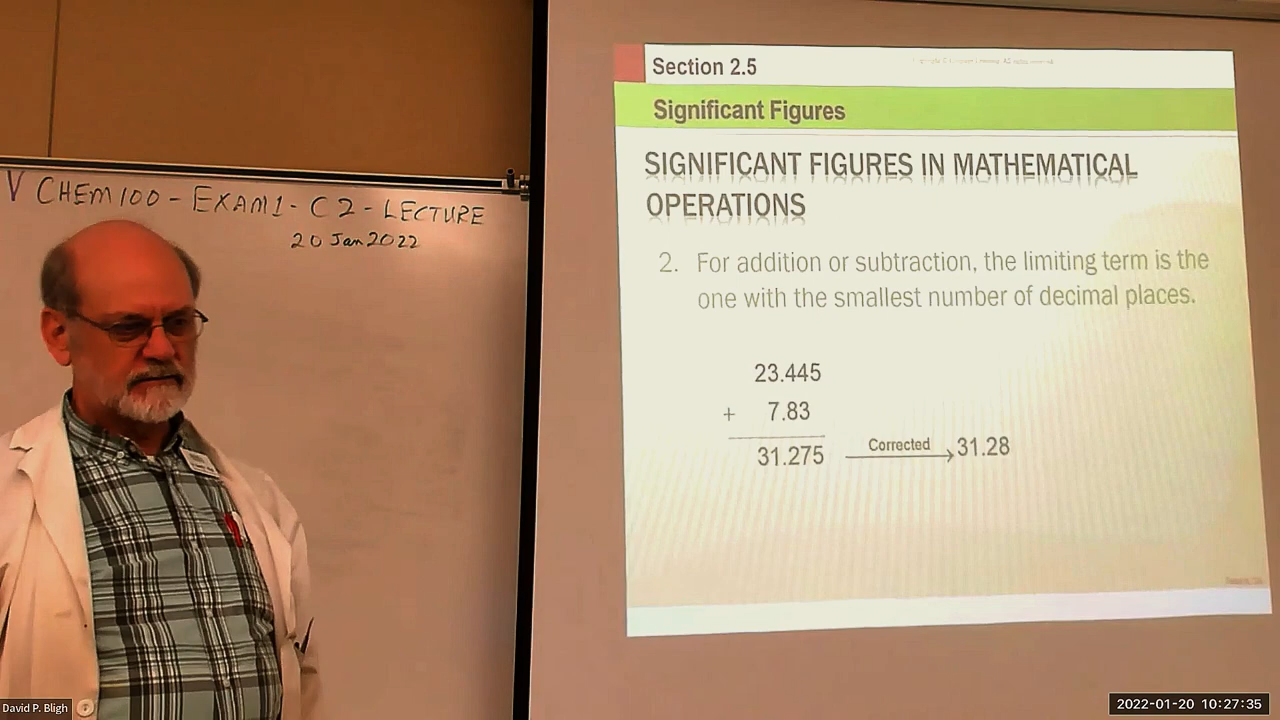 V CHEM 100 - EXAM 1 - C 2 - LECTURE
20 Jan 2022
Section 2.5
Significant Figures
SIGNIFICANT FIGURES IN MATHEMATICAL
OPERATIONS
2. For addition or subtraction, the limiting term is the
one with the smallest number of decimal places.
23.445
+ 7.83
31.275 Corrected 31.28
David P. Bligh
2022-01-20 10:27:35